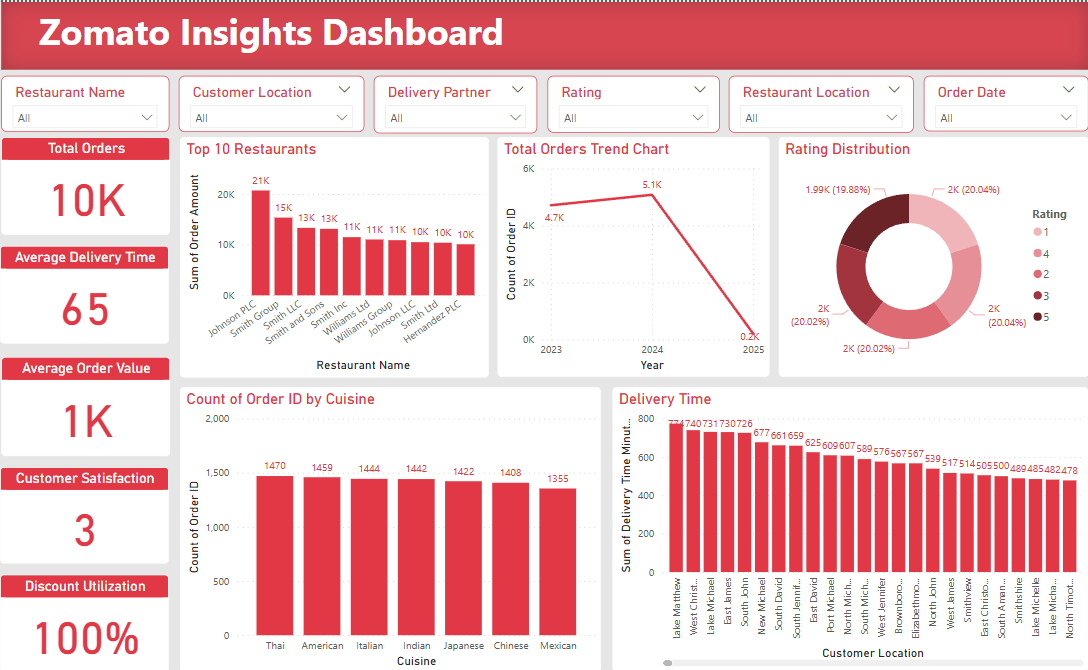 Zomato Insights Dashboard
Restaurant Name
All
Customer Location
All
Delivery Partner
All
Rating
All
Restaurant Location
All
Order Date
All
Total Orders
10K
Average Delivery Time
65
Average Order Value
1K
Customer Satisfaction
3
Discount Utilization
100%
Top 10 Restaurants
Sum of Order Amount
20K
10K
0K
21K
15K
13K
13K
11K
11K
11K
10K
10K
10K
Johnson PLC
Smith Group
Smith LLC
Smith and Sons
Smith Inc
Williams Ltd
Williams Group
Johnson LLC
Smith Ltd
Hernandez PLC
Restaurant Name
Total Orders Trend Chart
Count of Order ID
6K
4K
2K
0K
4.7K
5.1K
0.2K
2023
2024
2025
Year
Rating Distribution
1.99K (19.88%)
2K (20.04%)
2K
(20.04%)
2K (20.02%)
2K
(20.02%)
Rating
1
4
2
3
5
Count of Order ID by Cuisine
Count of Order ID
2,000
1,500
1,000
500
0
1470
1459
1444
1442
1422
1408
1355
Thai
American
Italian
Indian
Japanese
Chinese
Mexican
Cuisine
Delivery Time
Sum of Delivery Time Minut...
800
600
400
200
0
774
740
731
730
726
677
661
659
625
609
607
589
576
567
567
539
517
514
505
500
489
485
482
478
Lake Matthew
West Christ...
Lake Michael
East James
South John
New Michael
South David
South Jennif...
East David
Port Michael
North Mich...
South Mich...
West Jennifer
Brownboro...
Elizabethmo...
North John
West James
Smithview
East Christo...
South Aman...
Smithshire
Lake Michelle
Lake Micha...
North Timot...
Customer Location